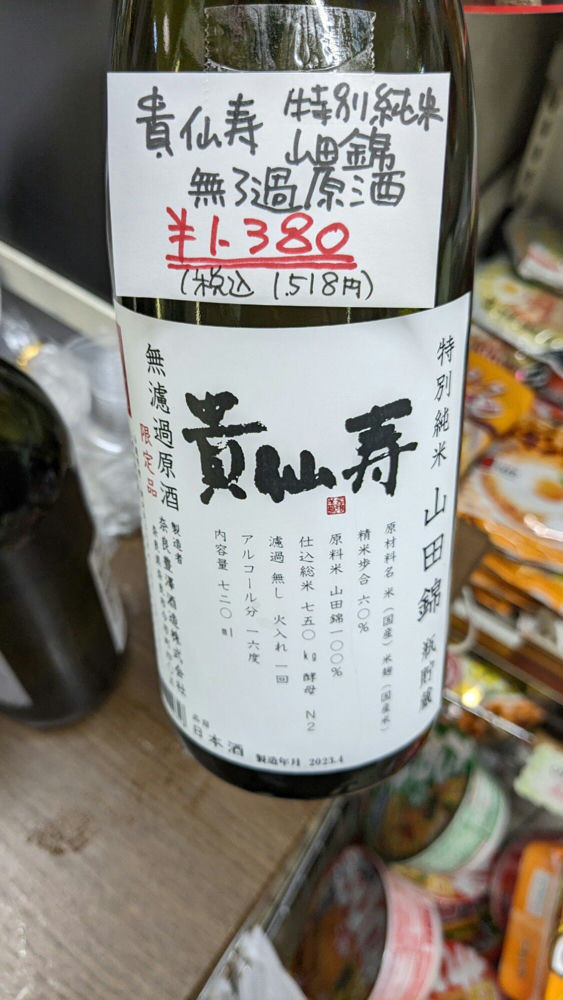 貴仙寿 特別純米
山田錦
無ろ過原酒
¥1.380
(税込 1,518円)
特別純米 山田錦 瓶貯蔵
貴仙寿
無濾過原酒
限定品
原材料名 米(国産)米麹(国産米)
精米歩合 六〇%
原料米 山田錦一〇〇%
仕込総米 七五〇kg 酵母 N2
濾過 無し 火入れ 一回
アルコール分 一六度
内容量 七二〇ml
製造者
奈良豊澤酒造株式会社
品目
日本酒
製造年月 2023.4